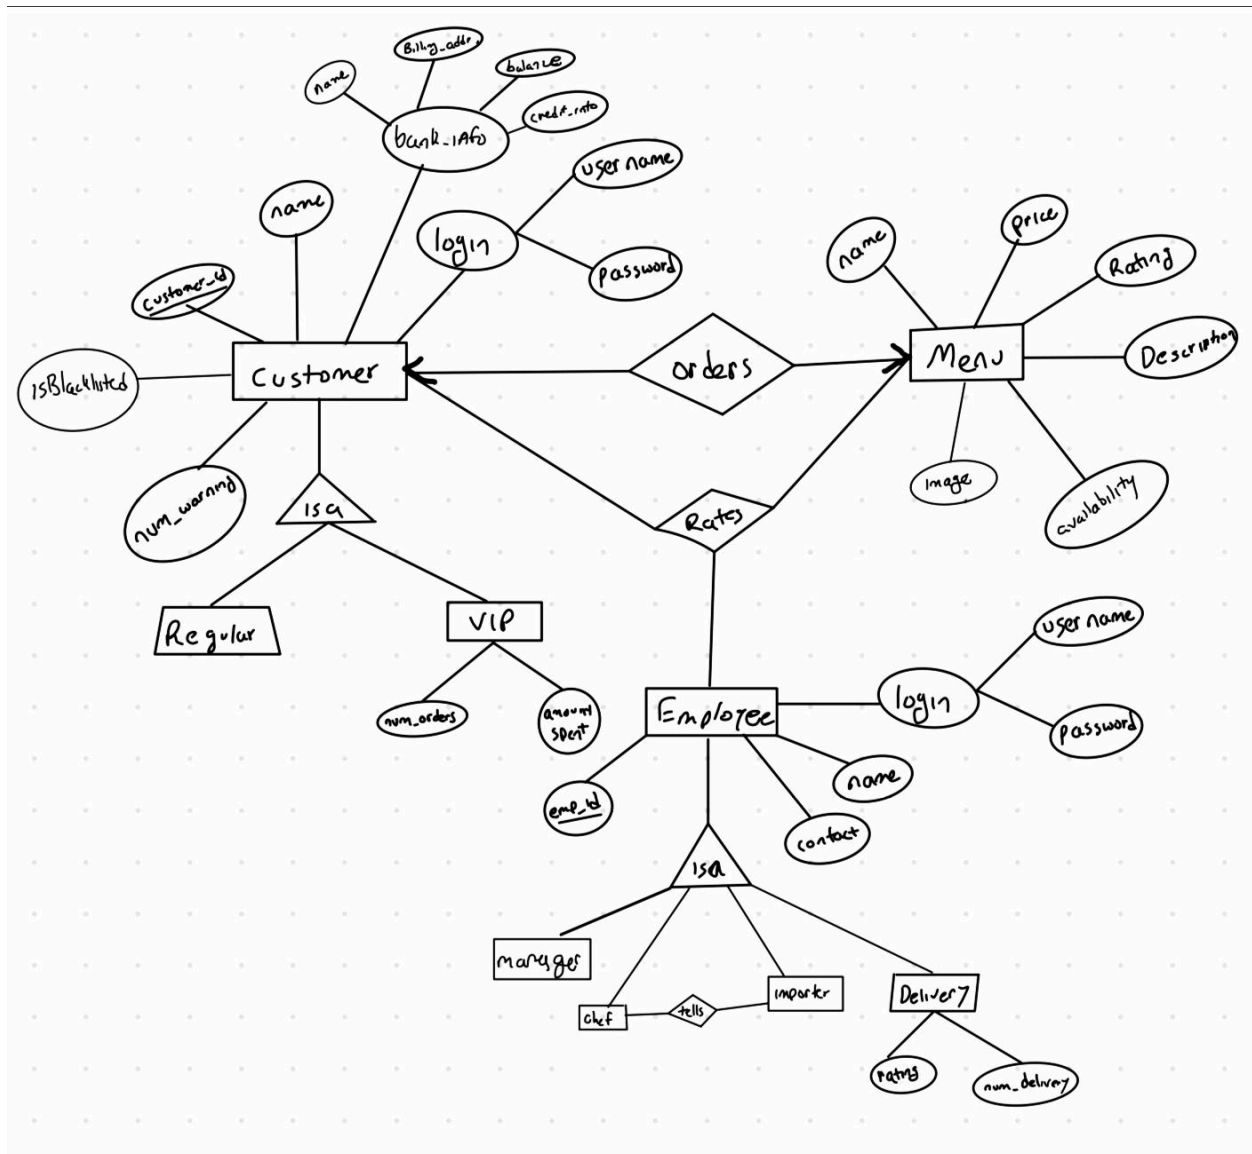 Billing_addr.
name
balance
credit_info
bank_info
user name
name
login
password
customer_id
isBlacklisted
customer
num_warning
isa
Regular
VIP
num_orders
amount
spent
orders
Rates
name
price
Rating
Menu
Description
image
availability
Employee
login
user name
password
emp_id
name
contact
isa
manager
chef
tells
importer
Delivery
rating
num_delivery